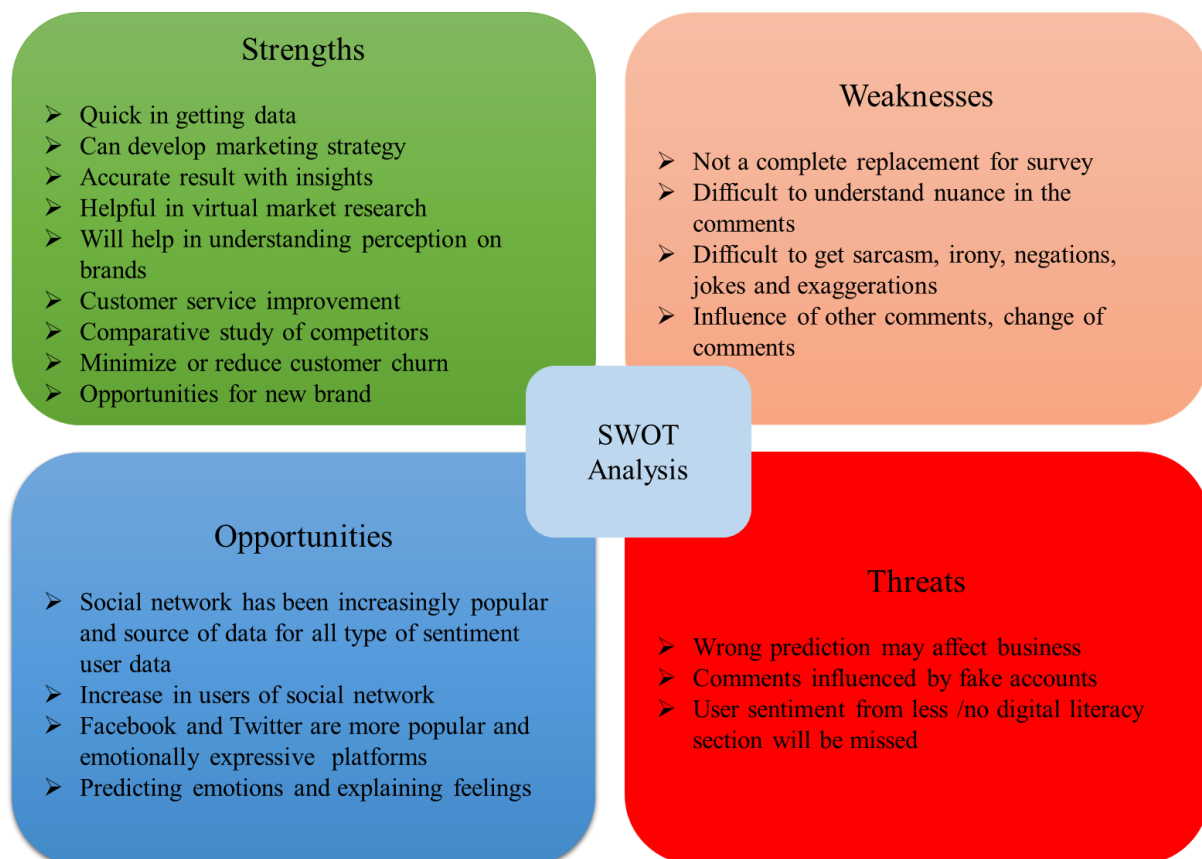 Strengths
➢ Quick in getting data
➢ Can develop marketing strategy
➢ Accurate result with insights
➢ Helpful in virtual market research
➢ Will help in understanding perception on
brands
➢ Customer service improvement
➢ Comparative study of competitors
➢ Minimize or reduce customer churn
➢ Opportunities for new brand
Weaknesses
➢ Not a complete replacement for survey
➢ Difficult to understand nuance in the
comments
➢ Difficult to get sarcasm, irony, negations,
jokes and exaggerations
➢ Influence of other comments, change of
comments
SWOT
Analysis
Opportunities
➢ Social network has been increasingly popular
and source of data for all type of sentiment
user data
➢ Increase in users of social network
➢ Facebook and Twitter are more popular and
emotionally expressive platforms
➢ Predicting emotions and explaining feelings
Threats
➢ Wrong prediction may affect business
➢ Comments influenced by fake accounts
➢ User sentiment from less /no digital literacy
section will be missed